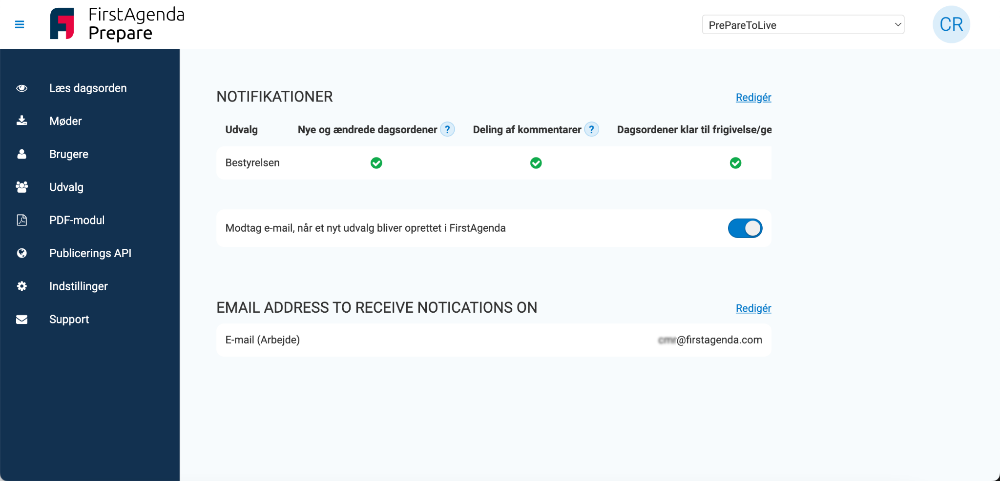 FirstAgenda
Prepare
PrePareToLive
CR
Læs dagsorden
Møder
Brugere
Udvalg
PDF-modul
Publicerings API
Indstillinger
Support
NOTIFIKATIONER
Redigér
Udvalg Nye og ændrede dagsordener ? Deling af kommentarer ? Dagsordener klar til frigivelse/ge
Bestyrelsen
Modtag e-mail, når et nyt udvalg bliver oprettet i FirstAgenda
EMAIL ADDRESS TO RECEIVE NOTICATIONS ON
Redigér
E-mail (Arbejde) @firstagenda.com